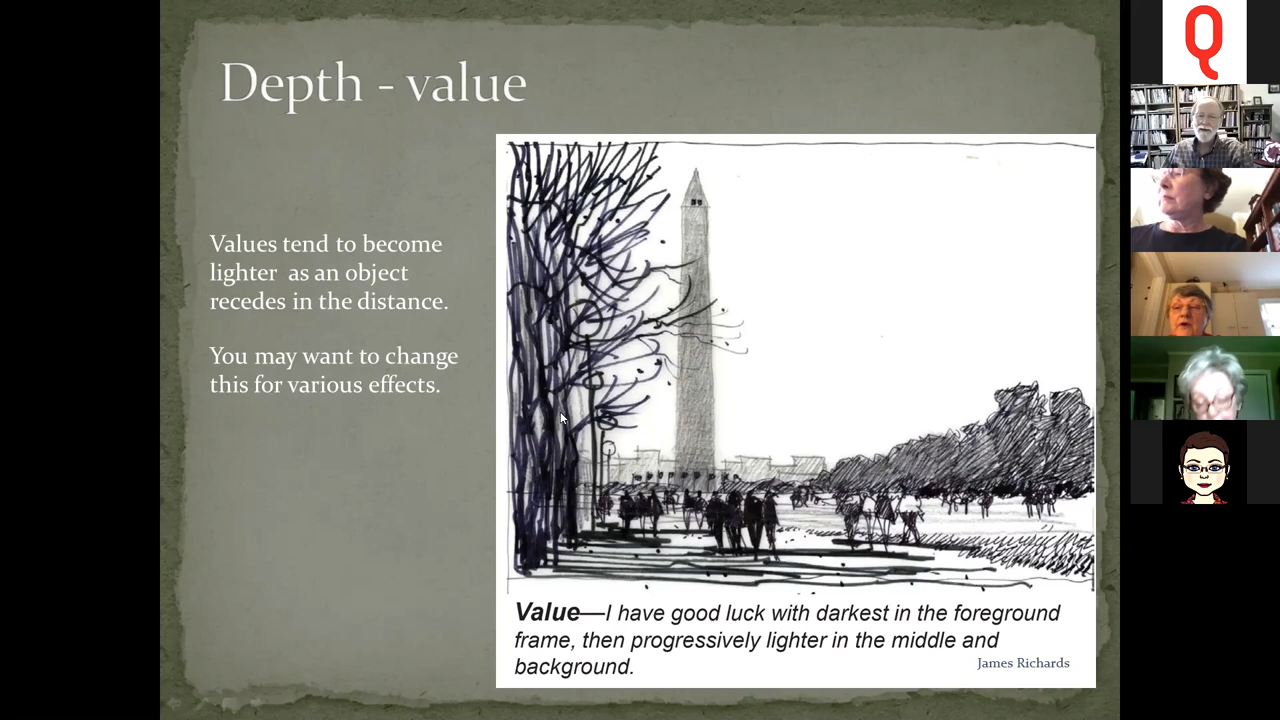 Depth - value
Values tend to become
lighter  as an object
recedes in the distance.
You may want to change
this for various effects.
Value—I have good luck with darkest in the foreground
frame, then progressively lighter in the middle and
background.
James Richards
Q